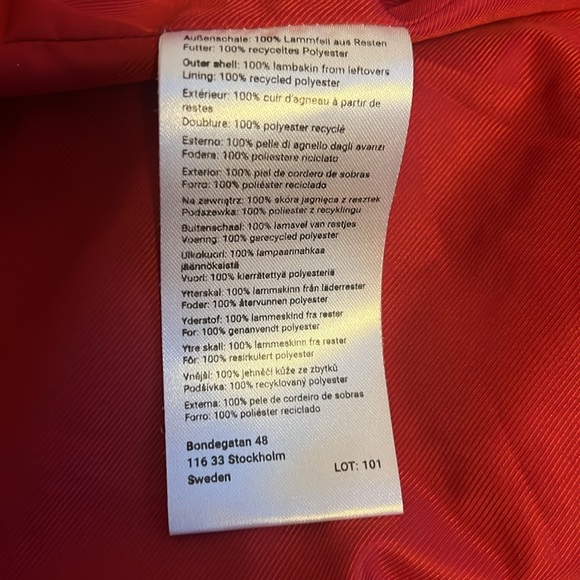 Außenschale: 100% Lammfell aus Resten
Futter: 100% recyceltes Polyester
Outer shell: 100% lambskin from leftovers
Lining: 100% recycled polyester
Extérieur: 100% cuir d'agneau à partir de
restes
Doublure: 100% polyester recyclé
Esterno: 100% pelle di agnello dagli avanzi
Fodera: 100% poliestere riciclato
Exterior: 100% piel de cordero de sobras
Forro: 100% poliéster reciclado
Na zewnątrz: 100% skóra jagnięca z resztek
Podszewka: 100% poliester z recyklingu
Buitenschaal: 100% lamsvel van restjes
Voering: 100% gerecycled polyester
Ulkokuori: 100% lampaannahkaa
jäännöksistä
Vuori: 100% kierrätettyä polyesteriä
Ytterskal: 100% lammskinn från läderrester
Foder: 100% återvunnen polyester
Yderstof: 100% lammeskind fra rester
For: 100% genanvendt polyester
Ytre skall: 100% lammeskinn fra rester
Fôr: 100% resirkulert polyester
Vnější: 100% jehněčí kůže ze zbytků
Podšívka: 100% recyklovaný polyester
Externa: 100% pele de cordeiro de sobras
Forro: 100% poliéster reciclado
Bondegatan 48
116 33 Stockholm
Sweden
LOT: 101